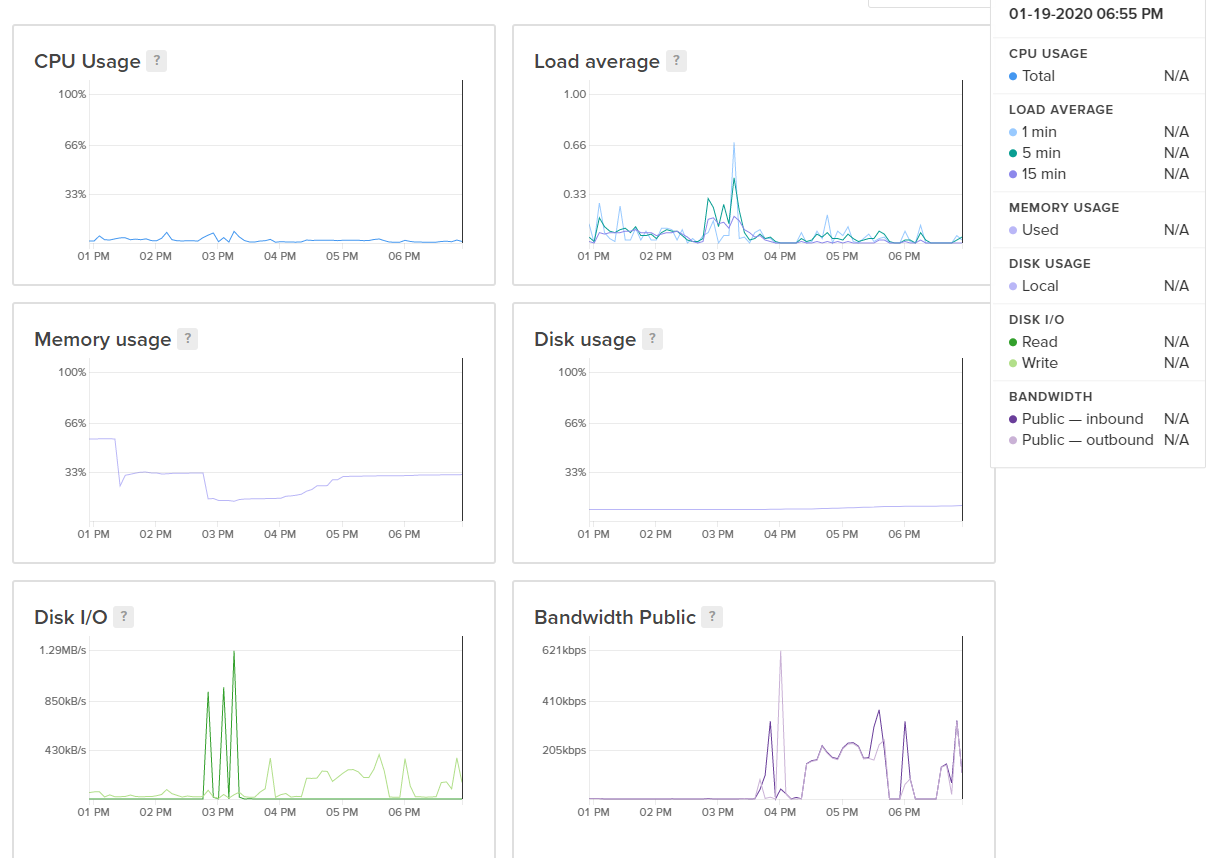 01-19-2020 06:55 PM
CPU USAGE
Total N/A
LOAD AVERAGE
1 min N/A
5 min N/A
15 min N/A
MEMORY USAGE
Used N/A
DISK USAGE
Local N/A
DISK I/O
Read N/A
Write N/A
BANDWIDTH
Public — inbound N/A
Public — outbound N/A
CPU Usage ?
100%
66%
33%
01 PM 02 PM 03 PM 04 PM 05 PM 06 PM
Load average ?
1.00
0.66
0.33
01 PM 02 PM 03 PM 04 PM 05 PM 06 PM
Memory usage ?
100%
66%
33%
01 PM 02 PM 03 PM 04 PM 05 PM 06 PM
Disk usage ?
100%
66%
33%
01 PM 02 PM 03 PM 04 PM 05 PM 06 PM
Disk I/O ?
1.29MB/s
850kB/s
430kB/s
01 PM 02 PM 03 PM 04 PM 05 PM 06 PM
Bandwidth Public ?
621kbps
410kbps
205kbps
01 PM 02 PM 03 PM 04 PM 05 PM 06 PM